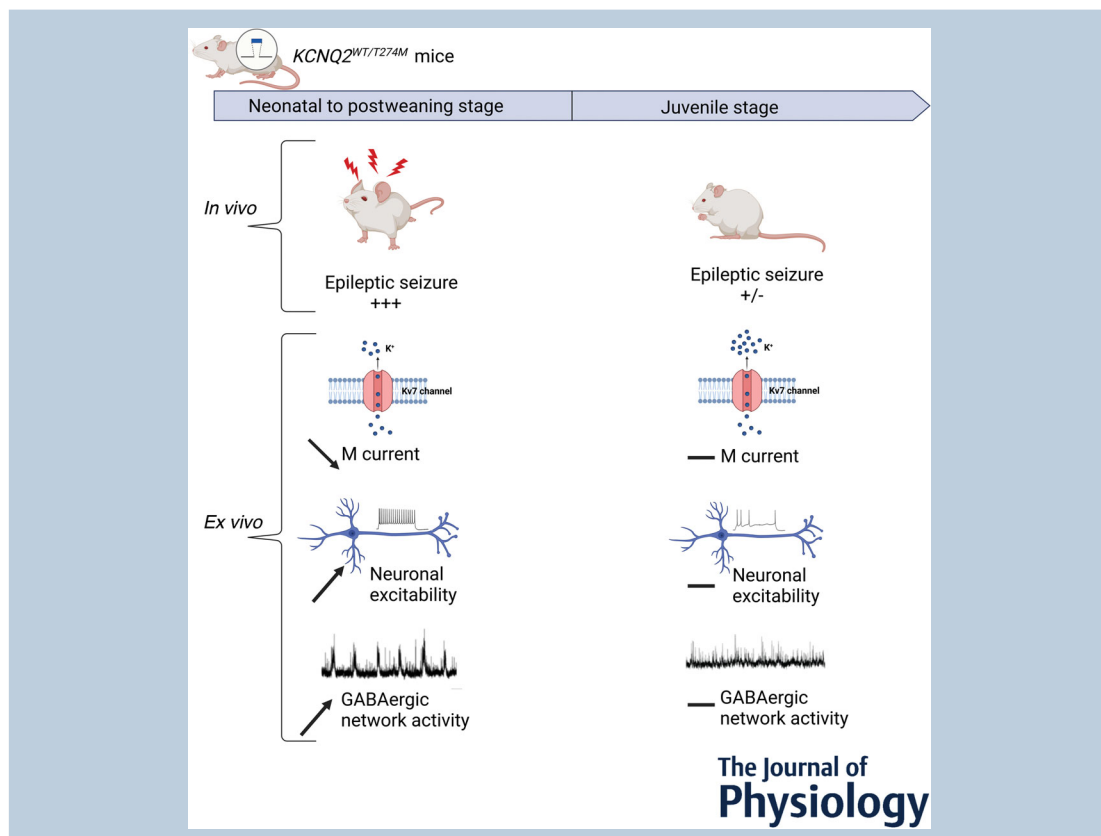 KCNQ2WT/T274M mice
Neonatal to postweaning stage
Juvenile stage
In vivo
Epileptic seizure
+++
Epileptic seizure
+/-
Ex vivo
K+
Kv7 channel
M current
K+
Kv7 channel
M current
Neuronal
excitability
Neuronal
excitability
GABAergic
network activity
GABAergic
network activity
The Journal of
Physiology